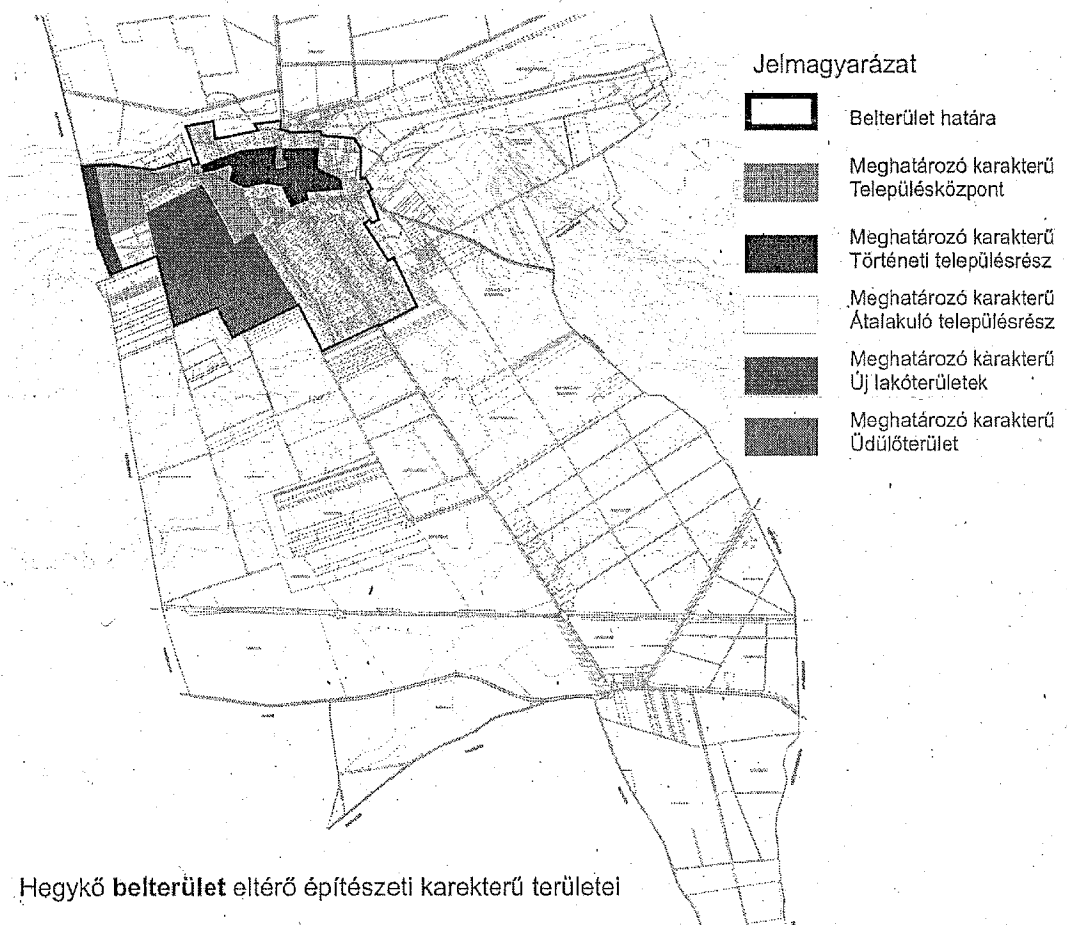 Jelmagyarázat
Belterület határa
Meghatározó karakterű
Településközpont
Meghatározó karakterű
Történeti településrész
Meghatározó karakterű
Átalakuló településrész
Meghatározó karakterű
Új lakóterületek
Meghatározó karakterű
Üdülőterület
Hegykő belterület eltérő építészeti karekterű területei